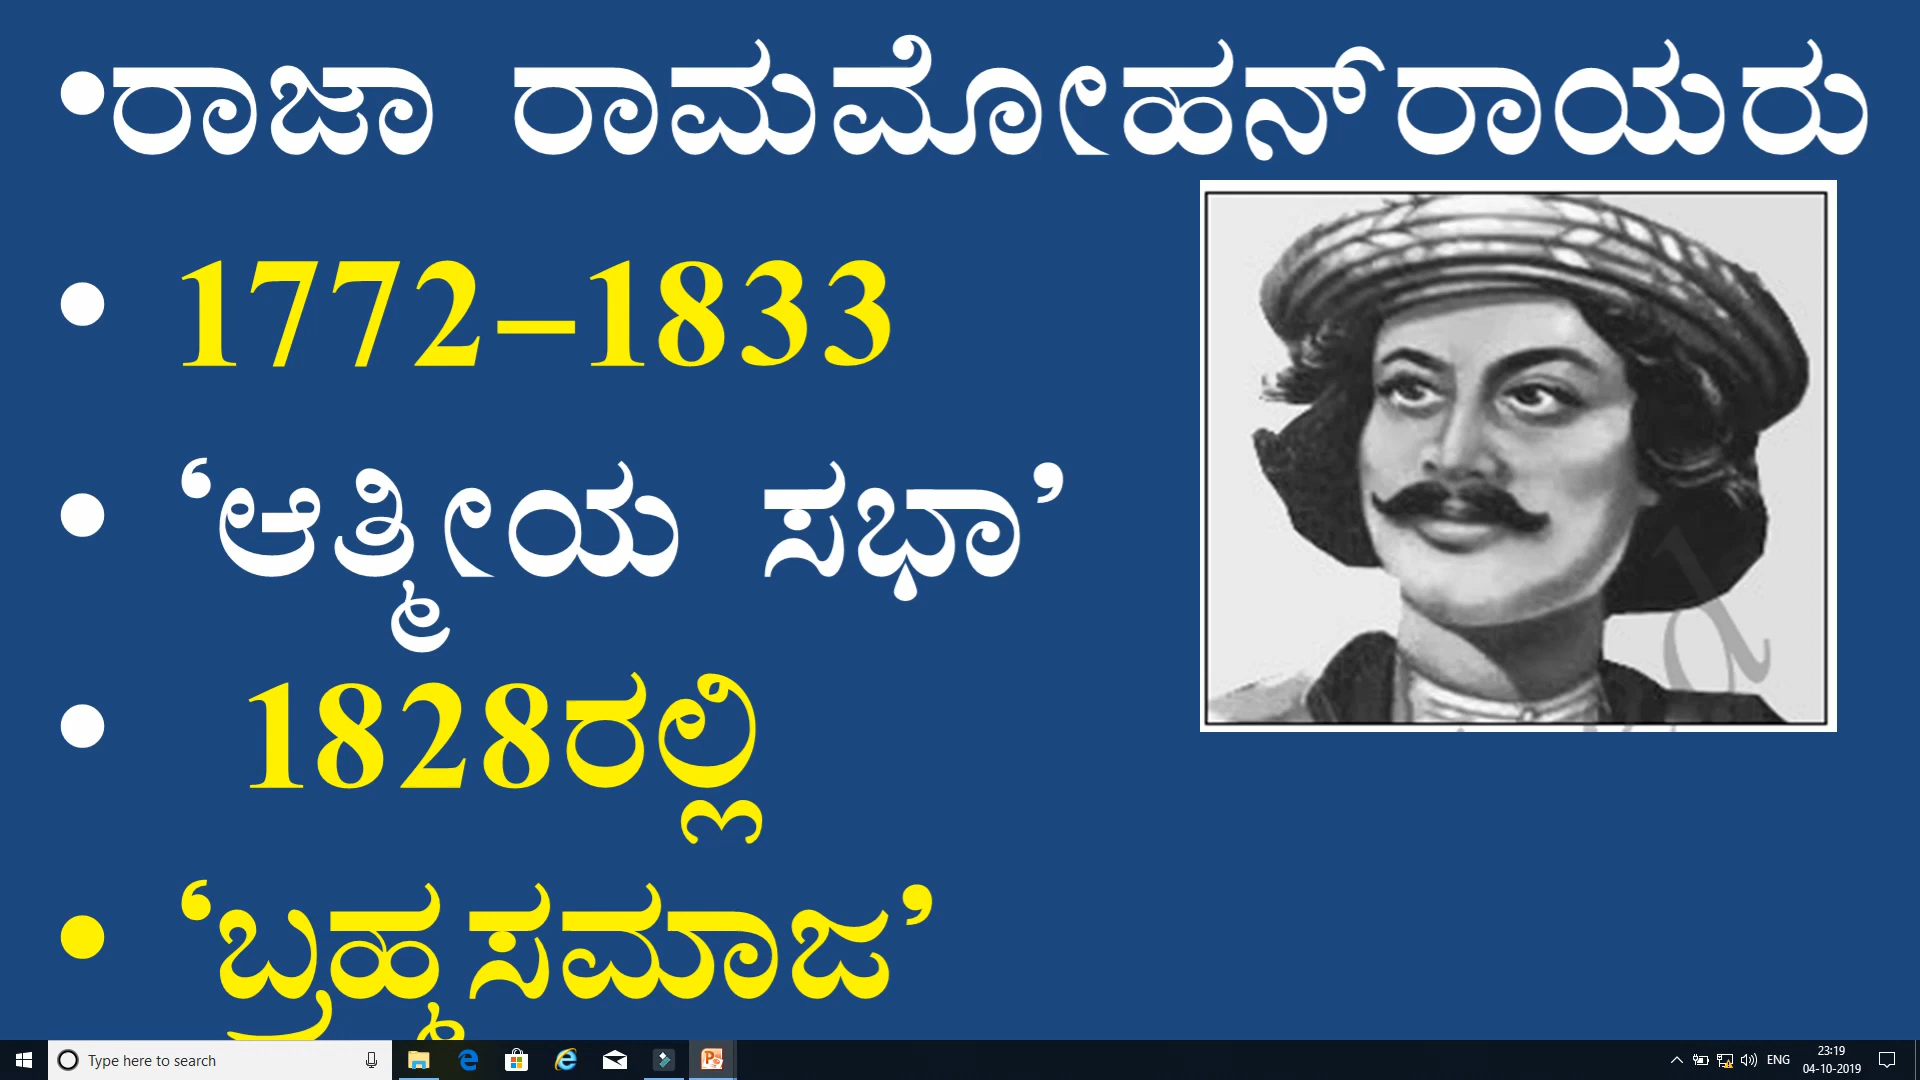 •ರಾಜಾ ರಾಮಮೋಹನ್‌ರಾಯರು
• 1772–1833
• ‘ಆತ್ಮೀಯ ಸಭಾ’
• 1828ರಲ್ಲಿ
• ‘ಬ್ರಹ್ಮಸಮಾಜ’
Type here to search
ENG
23:19
04-10-2019